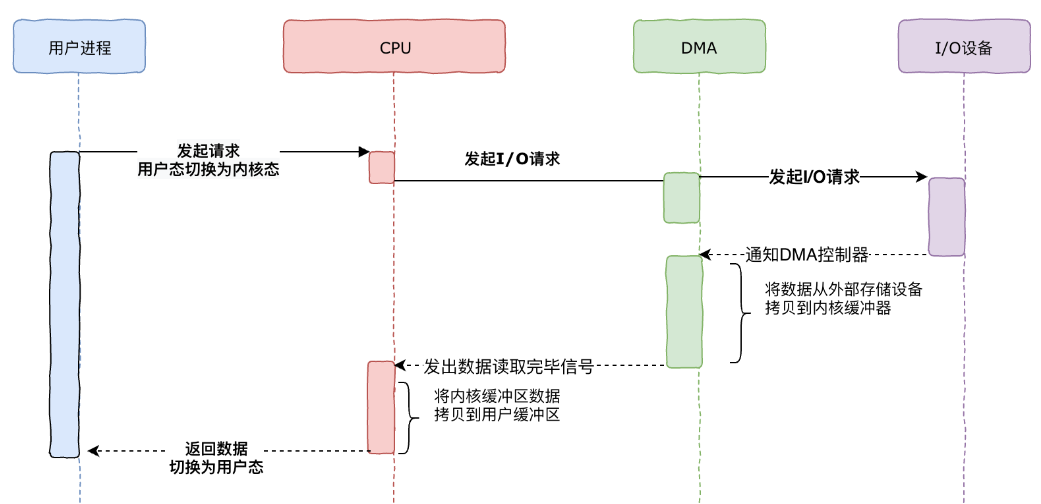 用户进程
CPU
DMA
I/O设备
发起请求
用户态切换为内核态
发起I/O请求
发起I/O请求
通知DMA控制器
将数据从外部存储设备
拷贝到内核缓冲器
发出数据读取完毕信号
将内核缓冲区数据
拷贝到用户缓冲区
返回数据
切换为用户态